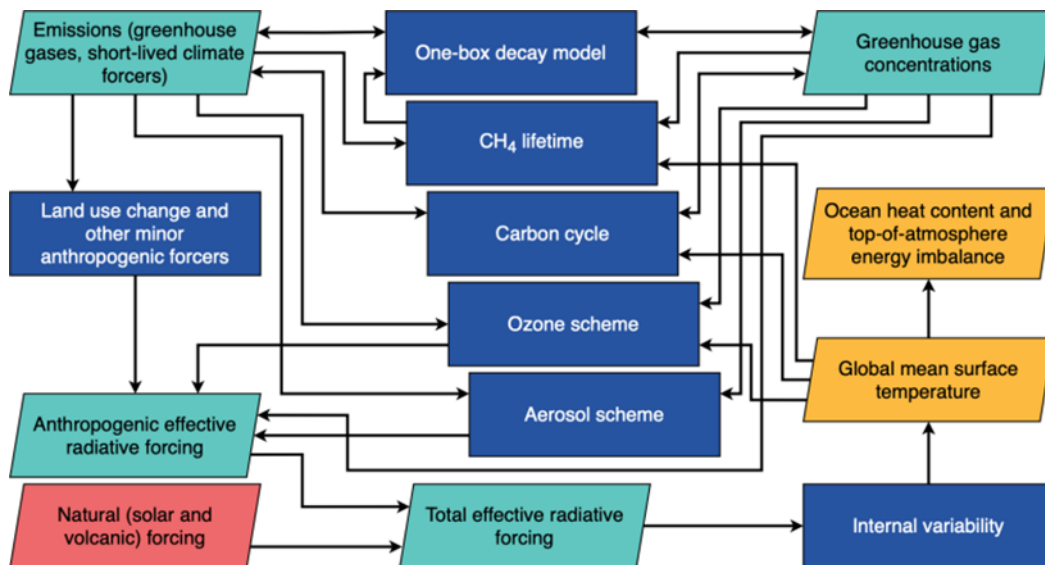 Emissions (greenhouse
gases, short-lived climate
forcers)
One-box decay model
Greenhouse gas
concentrations
CH₄ lifetime
Land use change and
other minor
anthropogenic forcers
Carbon cycle
Ocean heat content and
top-of-atmosphere
energy imbalance
Ozone scheme
Global mean surface
temperature
Anthropogenic effective
radiative forcing
Aerosol scheme
Natural (solar and
volcanic) forcing
Total effective radiative
forcing
Internal variability